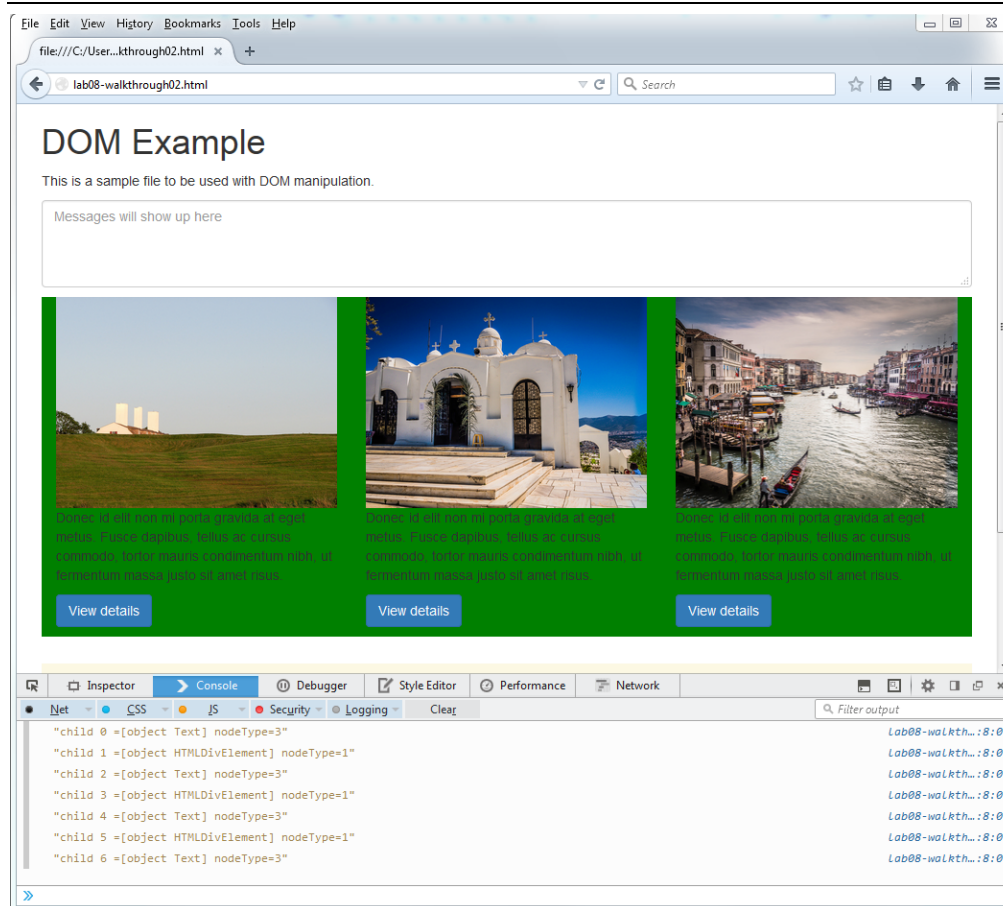 File Edit View History Bookmarks Tools Help
file:///C:/User...kthrough02.html × +
lab08-walkthrough02.html Search
DOM Example
This is a sample file to be used with DOM manipulation.
Messages will show up here
Donec id elit non mi porta gravida at eget
metus. Fusce dapibus, tellus ac cursus
commodo, tortor mauris condimentum nibh, ut
fermentum massa justo sit amet risus.
View details
Donec id elit non mi porta gravida at eget
metus. Fusce dapibus, tellus ac cursus
commodo, tortor mauris condimentum nibh, ut
fermentum massa justo sit amet risus.
View details
Donec id elit non mi porta gravida at eget
metus. Fusce dapibus, tellus ac cursus
commodo, tortor mauris condimentum nibh, ut
fermentum massa justo sit amet risus.
View details
Inspector Console Debugger Style Editor Performance Network
Net CSS JS Security Logging Clear Filter output
"child 0 =[object Text] nodeType=3" Lab08-walkth…:8:0
"child 1 =[object HTMLDivElement] nodeType=1" Lab08-walkth…:8:0
"child 2 =[object Text] nodeType=3" Lab08-walkth…:8:0
"child 3 =[object HTMLDivElement] nodeType=1" Lab08-walkth…:8:0
"child 4 =[object Text] nodeType=3" Lab08-walkth…:8:0
"child 5 =[object HTMLDivElement] nodeType=1" Lab08-walkth…:8:0
"child 6 =[object Text] nodeType=3" Lab08-walkth…:8:0